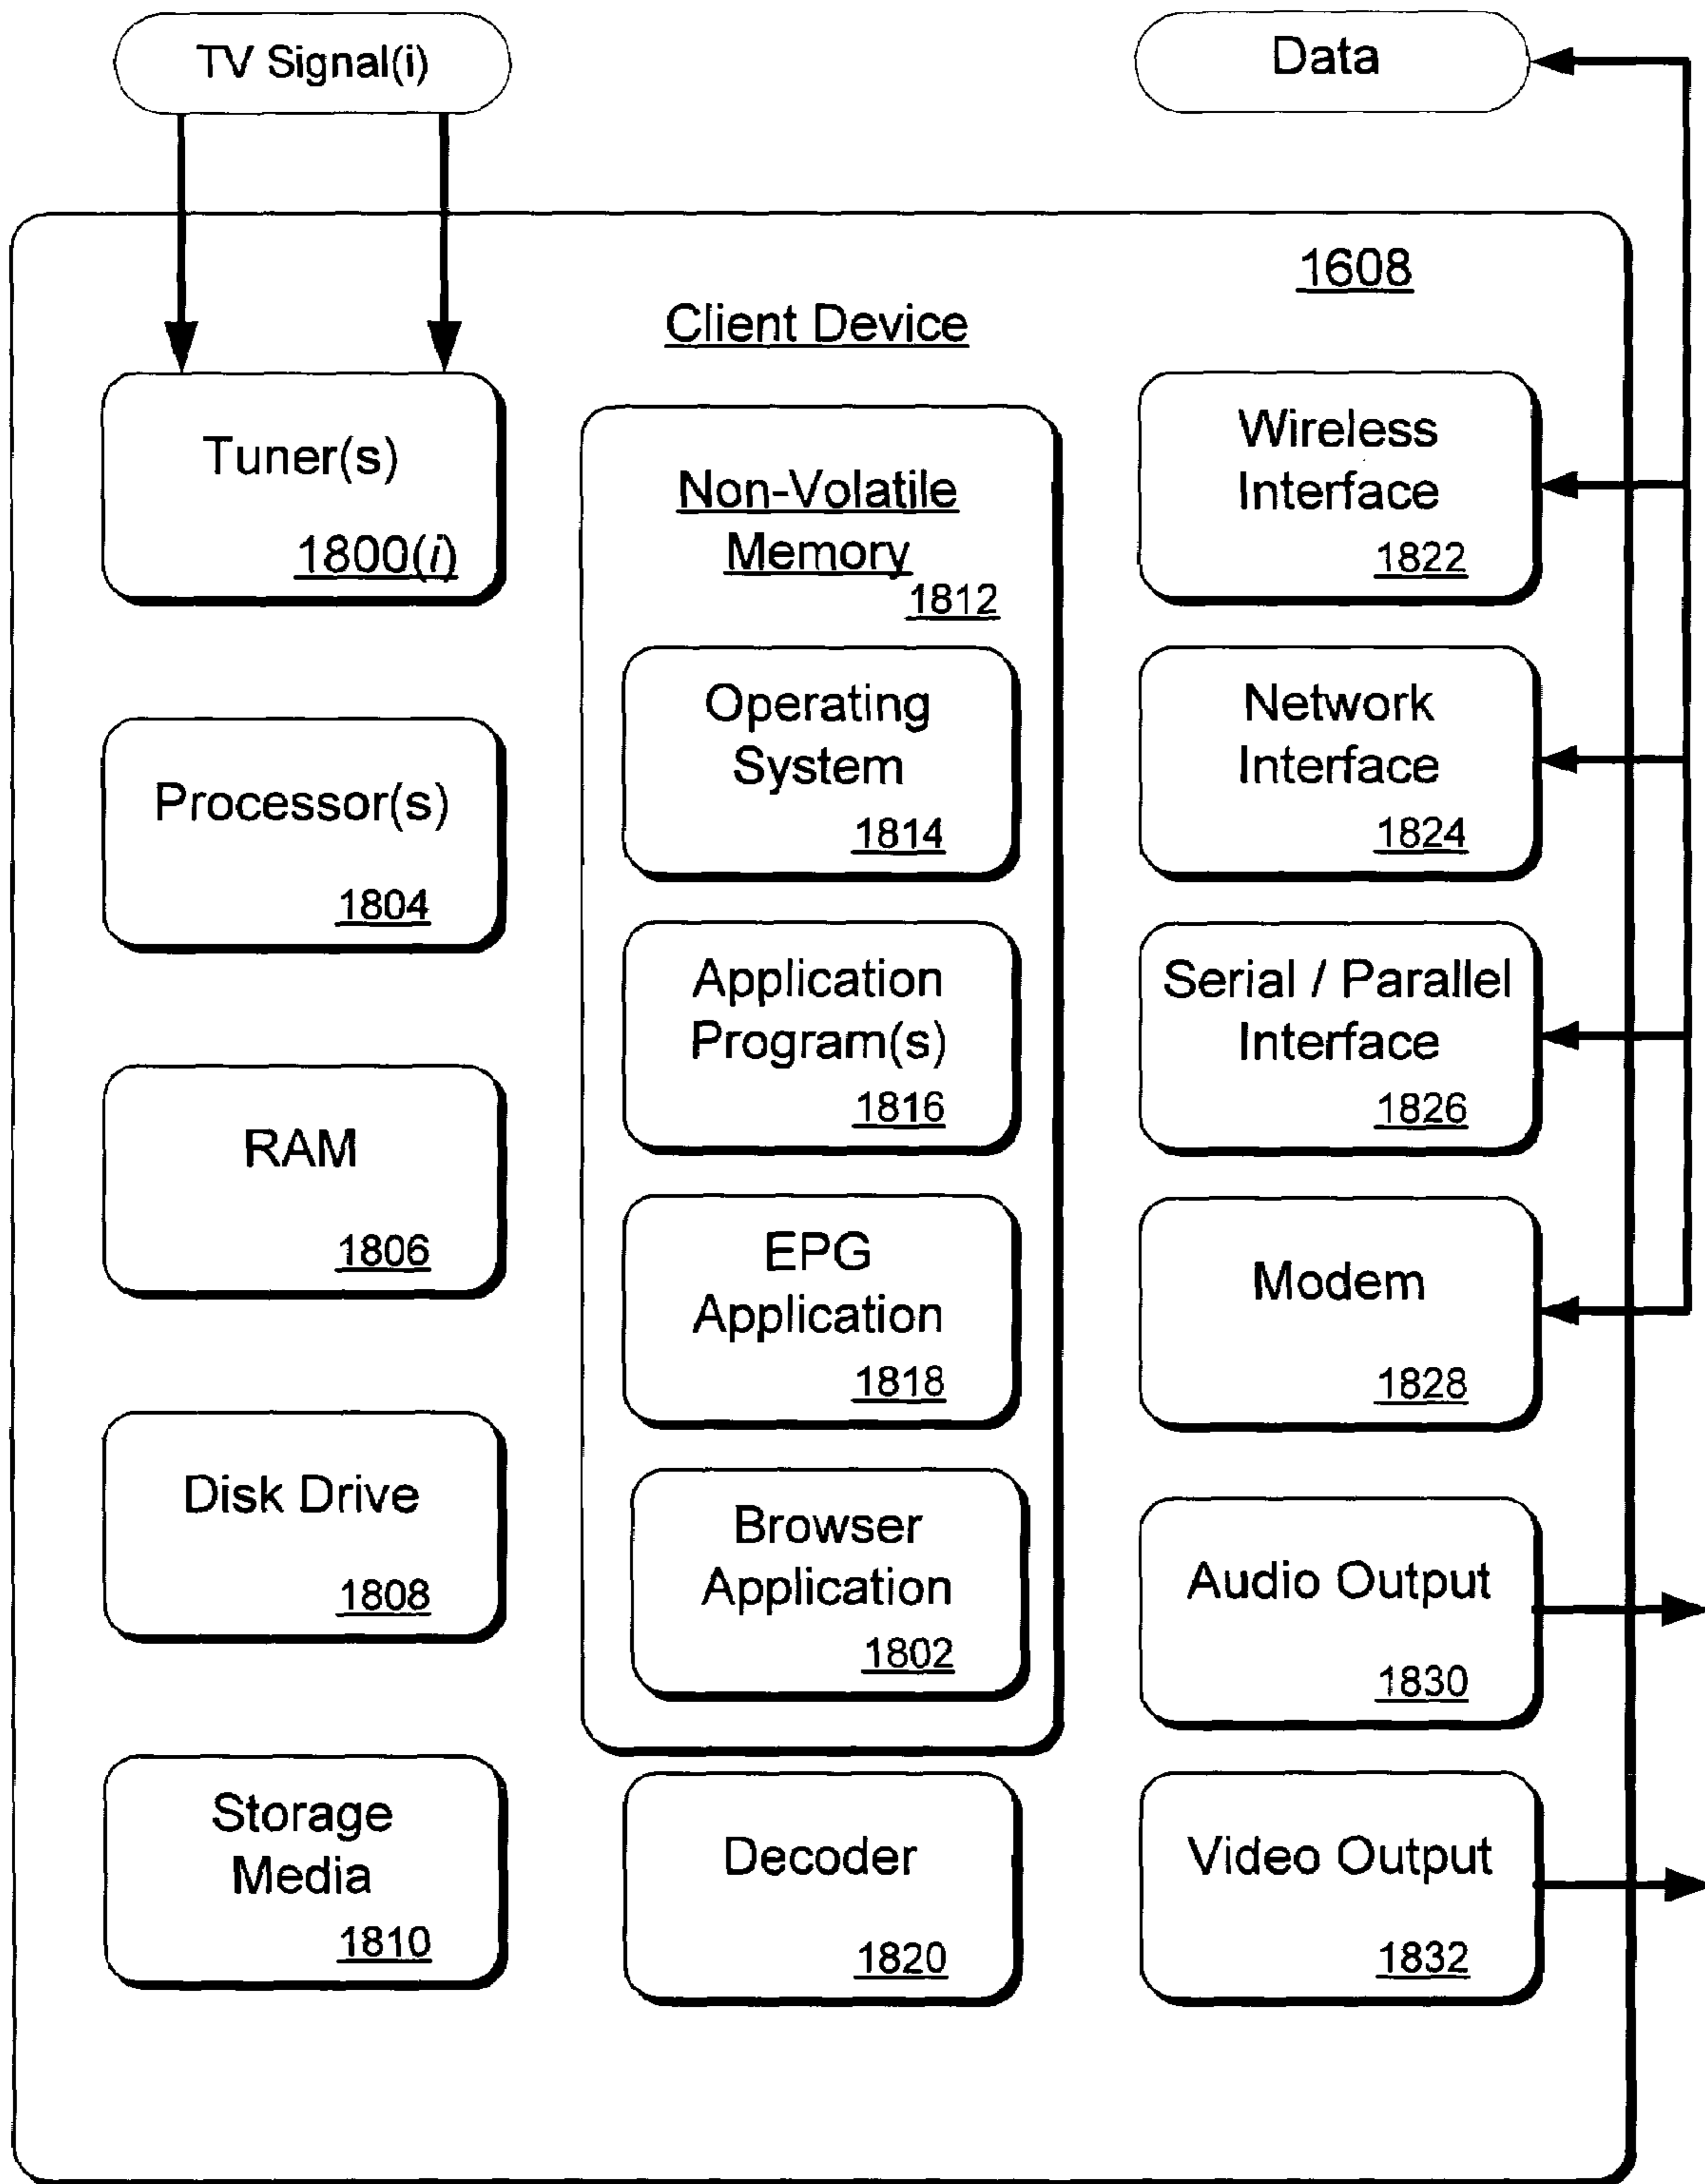 TV Signal(i)
Data
1608
Client Device
Tuner(s)
1800(i)
Processor(s)
1804
RAM
1806
Disk Drive
1808
Storage
Media
1810
Non-Volatile
Memory
1812
Operating
System
1814
Application
Program(s)
1816
EPG
Application
1818
Browser
Application
1802
Decoder
1820
Wireless
Interface
1822
Network
Interface
1824
Serial / Parallel
Interface
1826
Modem
1828
Audio Output
1830
Video Output
1832